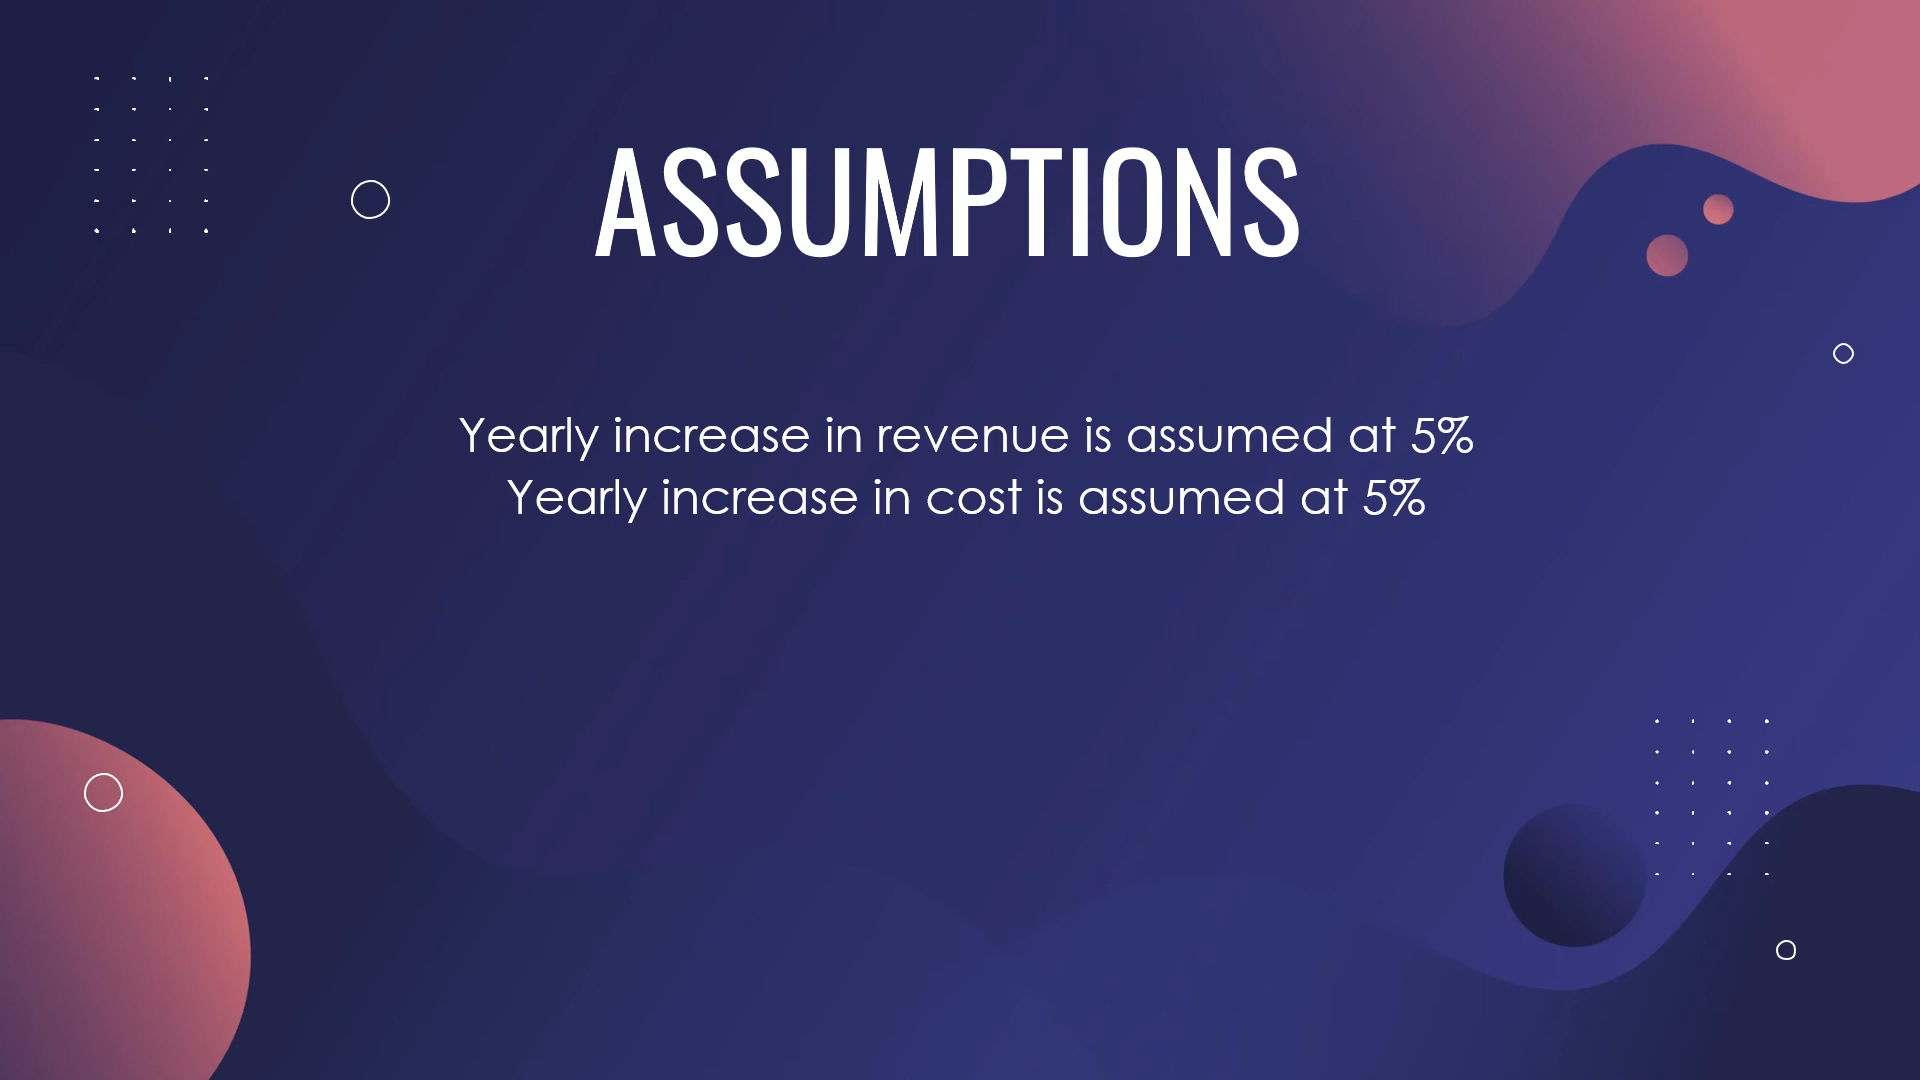 ASSUMPTIONS
Yearly increase in revenue is assumed at 5%
Yearly increase in cost is assumed at 5%